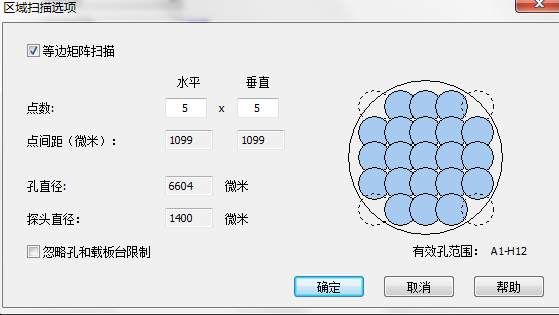 区域扫描选项
等边矩阵扫描
水平 垂直
点数: 5 x 5
点间距（微米）: 1099 1099
孔直径: 6604 微米
探头直径: 1400 微米
忽略孔和载板台限制
有效孔范围: A1-H12
确定 取消 帮助